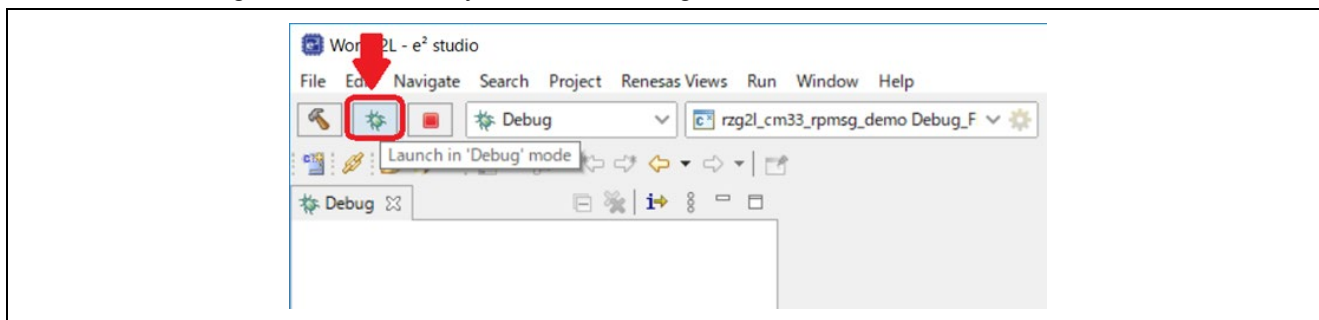 2L - e² studio
File Navigate Search Project Renesas Views Run Window Help
Debug rzg2l_cm33_rpmsg_demo Debug_F
Launch in 'Debug' mode
Debug